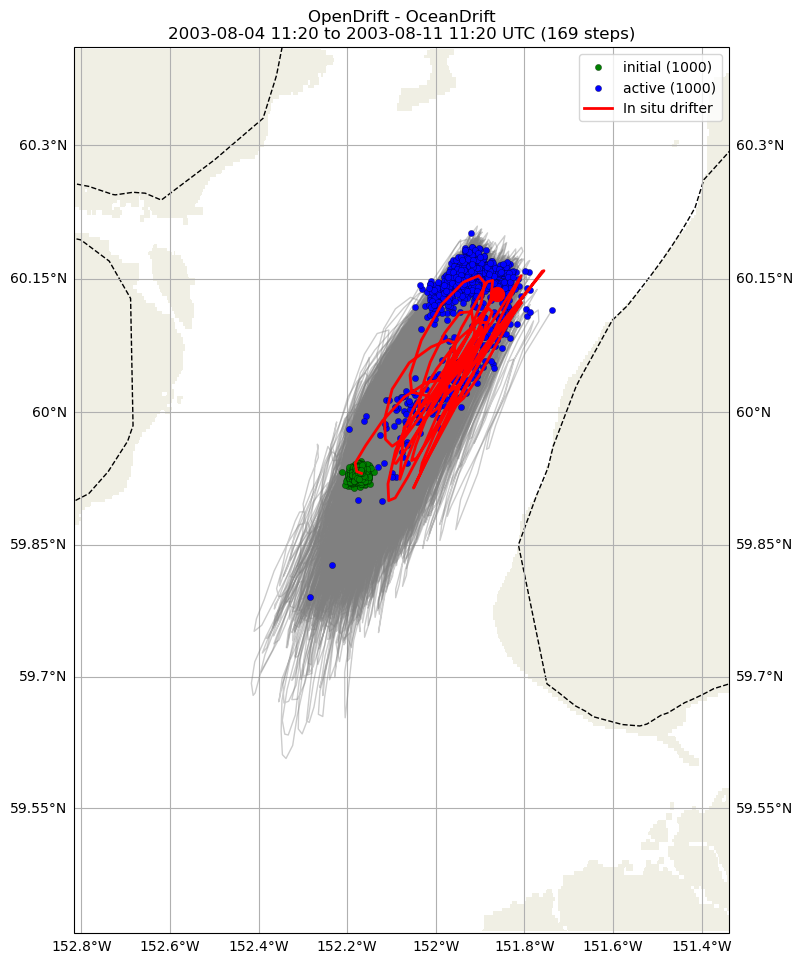 OpenDrift - OceanDrift
2003-08-04 11:20 to 2003-08-11 11:20 UTC (169 steps)
initial (1000)
active (1000)
In situ drifter
60.3°N
60.3°N
60.15°N
60.15°N
60°N
60°N
59.85°N
59.85°N
59.7°N
59.7°N
59.55°N
59.55°N
152.8°W 152.6°W 152.4°W 152.2°W 152°W 151.8°W 151.6°W 151.4°W